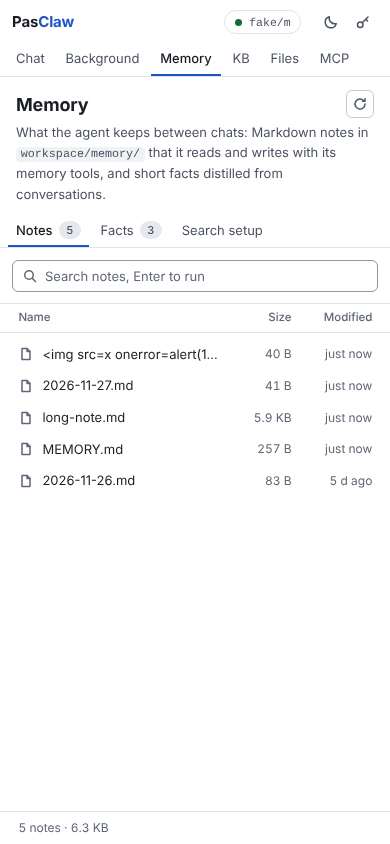 PasClaw fake/m
Chat Background Memory KB Files MCP
Memory
What the agent keeps between chats: Markdown notes in
workspace/memory/ that it reads and writes with its
memory tools, and short facts distilled from
conversations.
Notes 5 Facts 3 Search setup
Search notes, Enter to run
Name Size Modified
<img src=x onerror=alert(1... 40 B just now
2026-11-27.md 41 B just now
long-note.md 5.9 KB just now
MEMORY.md 257 B just now
2026-11-26.md 83 B 5 d ago
5 notes · 6.3 KB